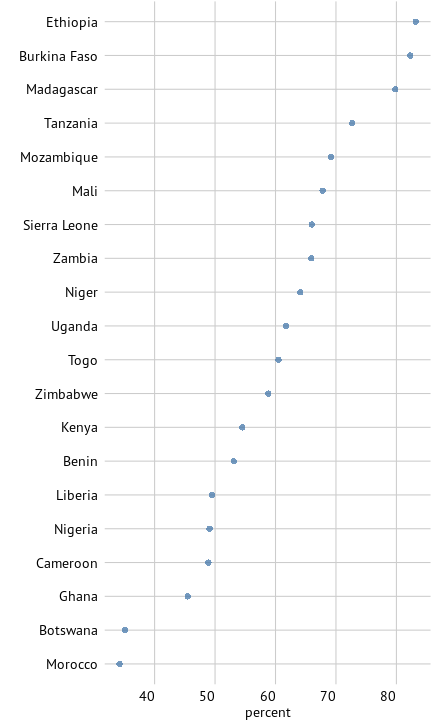 Ethiopia
Burkina Faso
Madagascar
Tanzania
Mozambique
Mali
Sierra Leone
Zambia
Niger
Uganda
Togo
Zimbabwe
Kenya
Benin
Liberia
Nigeria
Cameroon
Ghana
Botswana
Morocco
40 50 60 70 80
percent